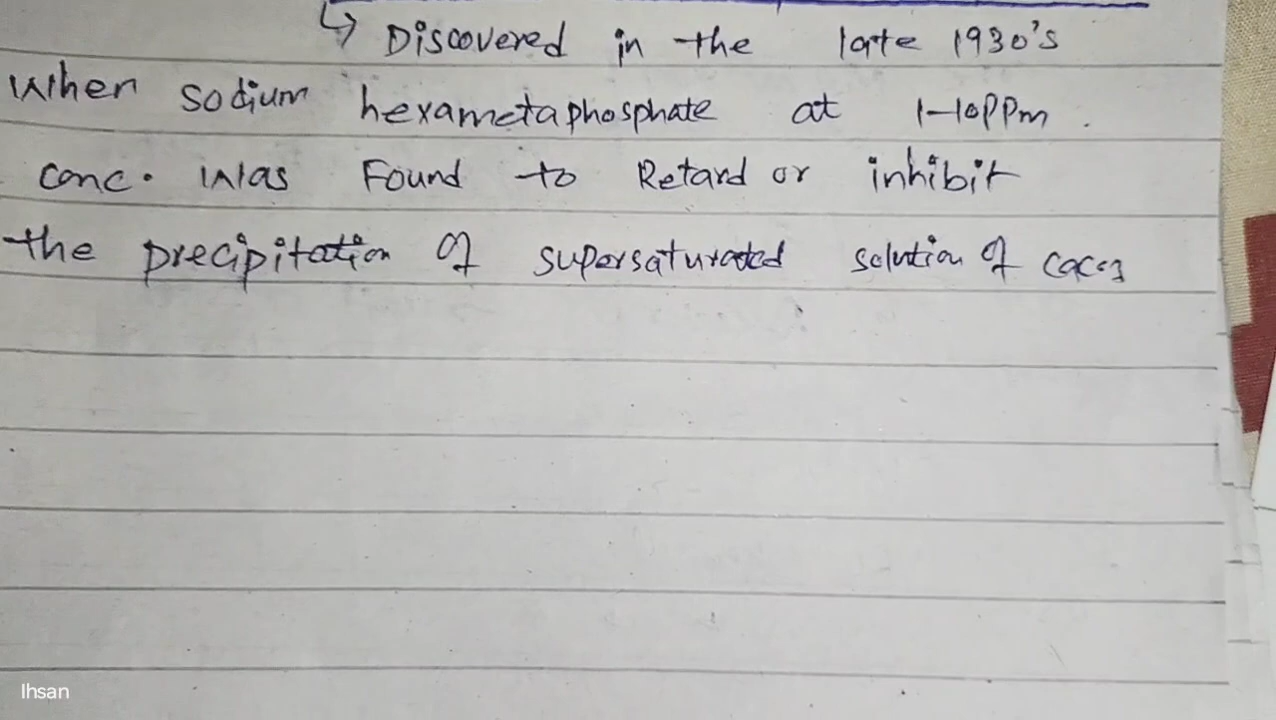 ↳ Discovered in the late 1930's
when sodium hexametaphosphate at 1-10ppm.
conc. was Found to Retard or inhibit
the precipitation of supersaturated solution of caco3
Ihsan